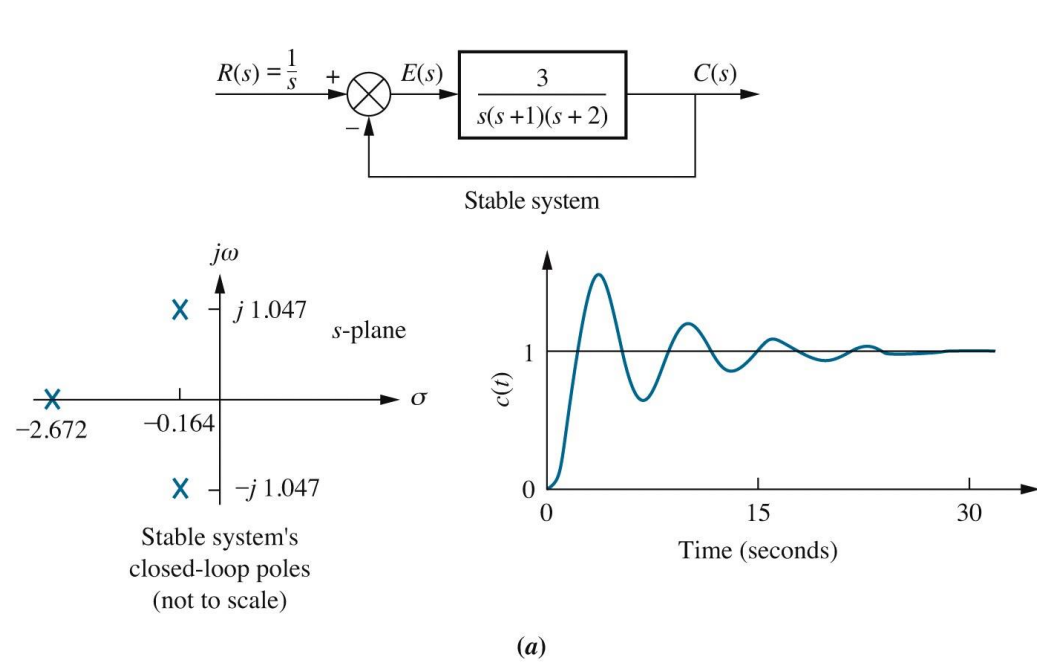 R(s) = 1/s
+
−
E(s)
3
s(s +1)(s + 2)
C(s)
Stable system
jω
j 1.047
s-plane
σ
−2.672
−0.164
−j 1.047
Stable system's
closed-loop poles
(not to scale)
c(t)
1
0
0
15
30
Time (seconds)
(a)